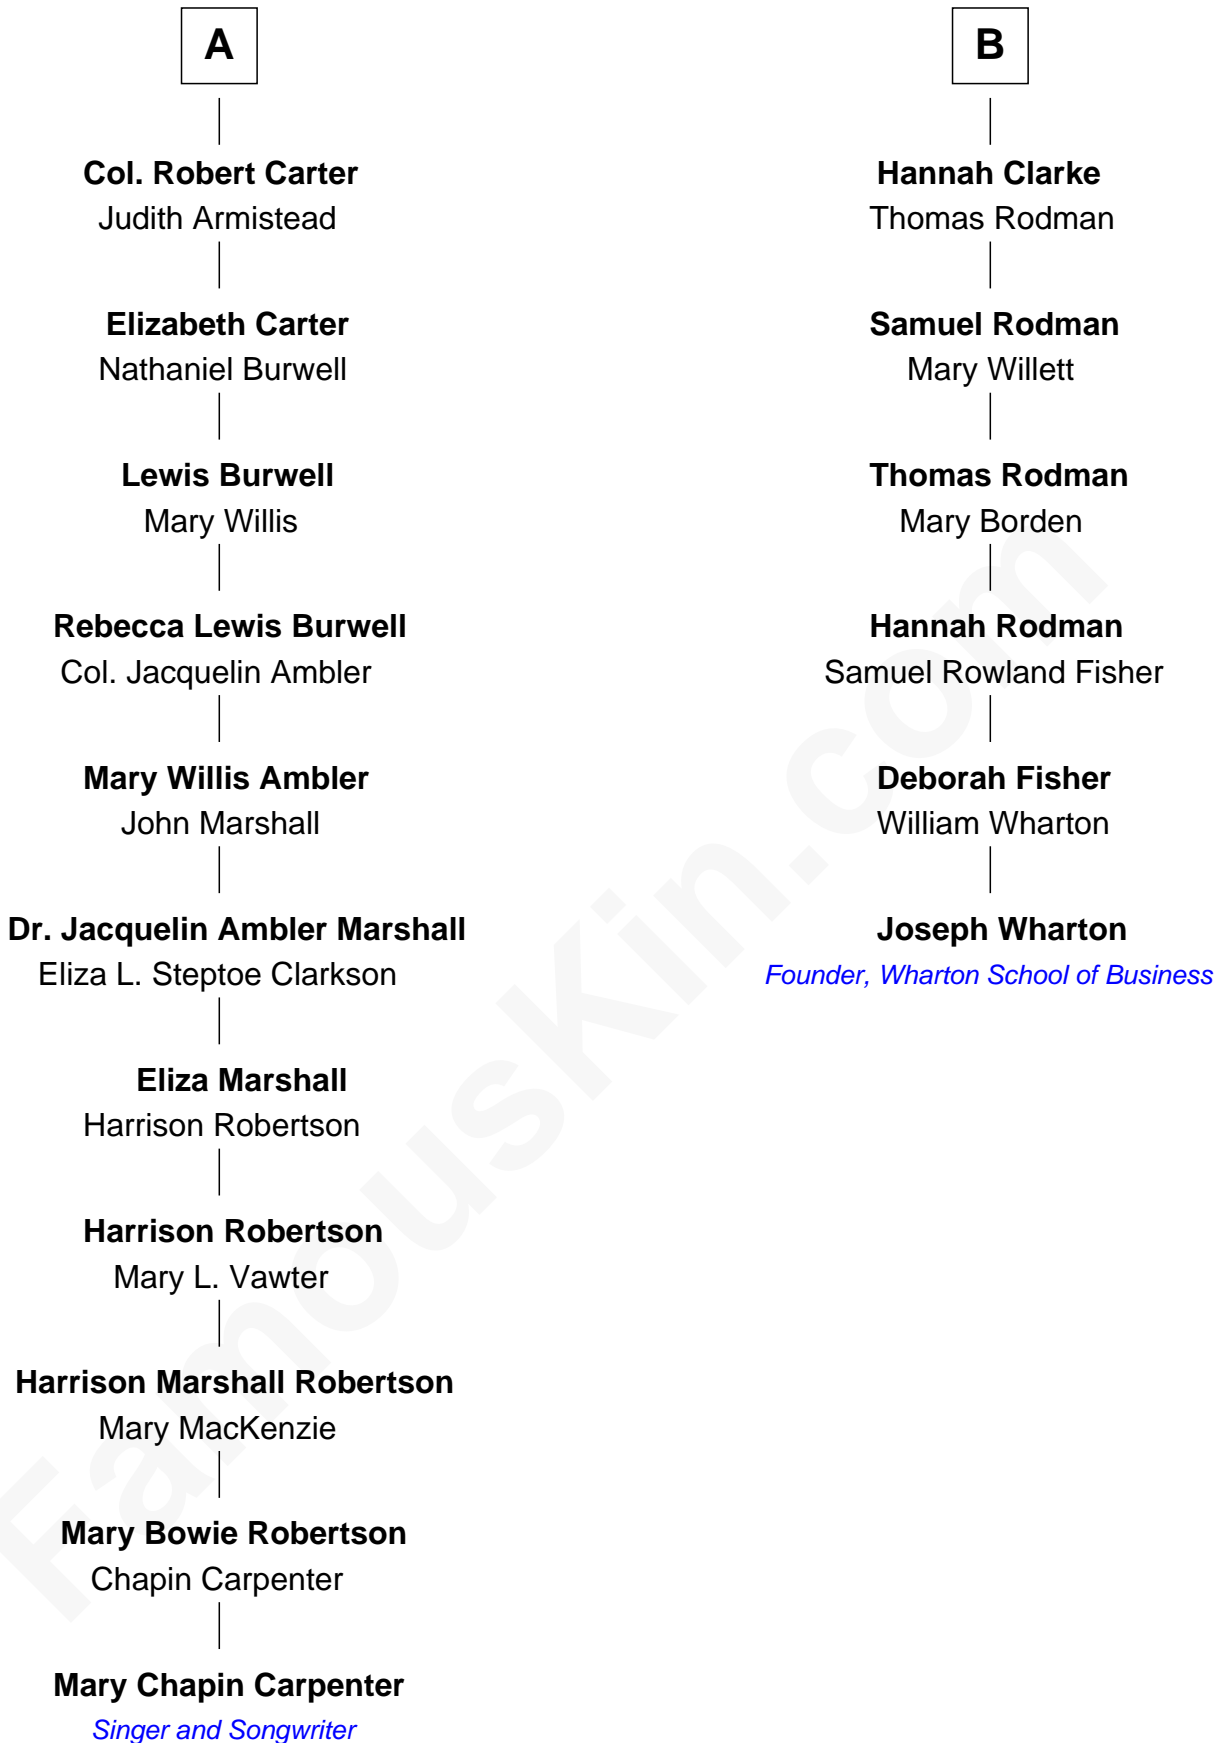 A
Col. Robert Carter
Judith Armistead
Elizabeth Carter
Nathaniel Burwell
Lewis Burwell
Mary Willis
Rebecca Lewis Burwell
Col. Jacquelin Ambler
Mary Willis Ambler
John Marshall
Dr. Jacquelin Ambler Marshall
Eliza L. Steptoe Clarkson
Eliza Marshall
Harrison Robertson
Harrison Robertson
Mary L. Vawter
Harrison Marshall Robertson
Mary MacKenzie
Mary Bowie Robertson
Chapin Carpenter
Mary Chapin Carpenter
Singer and Songwriter
B
Hannah Clarke
Thomas Rodman
Samuel Rodman
Mary Willett
Thomas Rodman
Mary Borden
Hannah Rodman
Samuel Rowland Fisher
Deborah Fisher
William Wharton
Joseph Wharton
Founder, Wharton School of Business
FamousKin.com